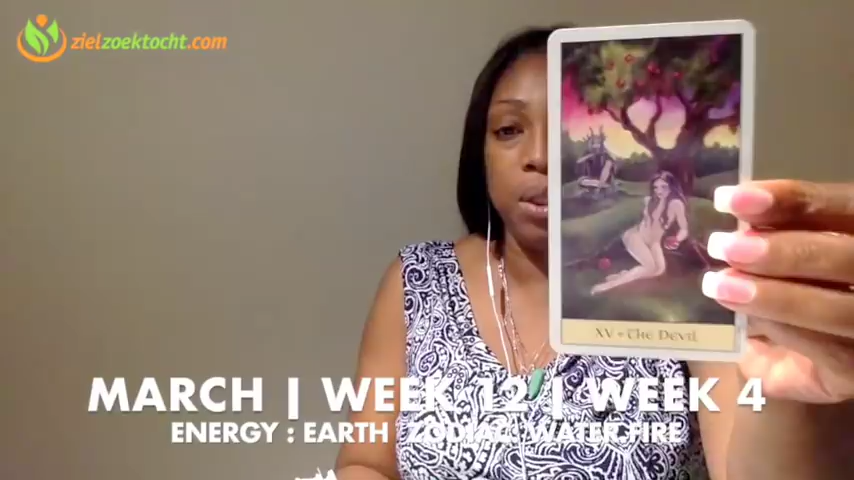 zielzoektocht.com
XV • The Devil
MARCH | WEEK 12 | WEEK 4
ENERGY : EARTH ZODIAC : WATER-FIRE